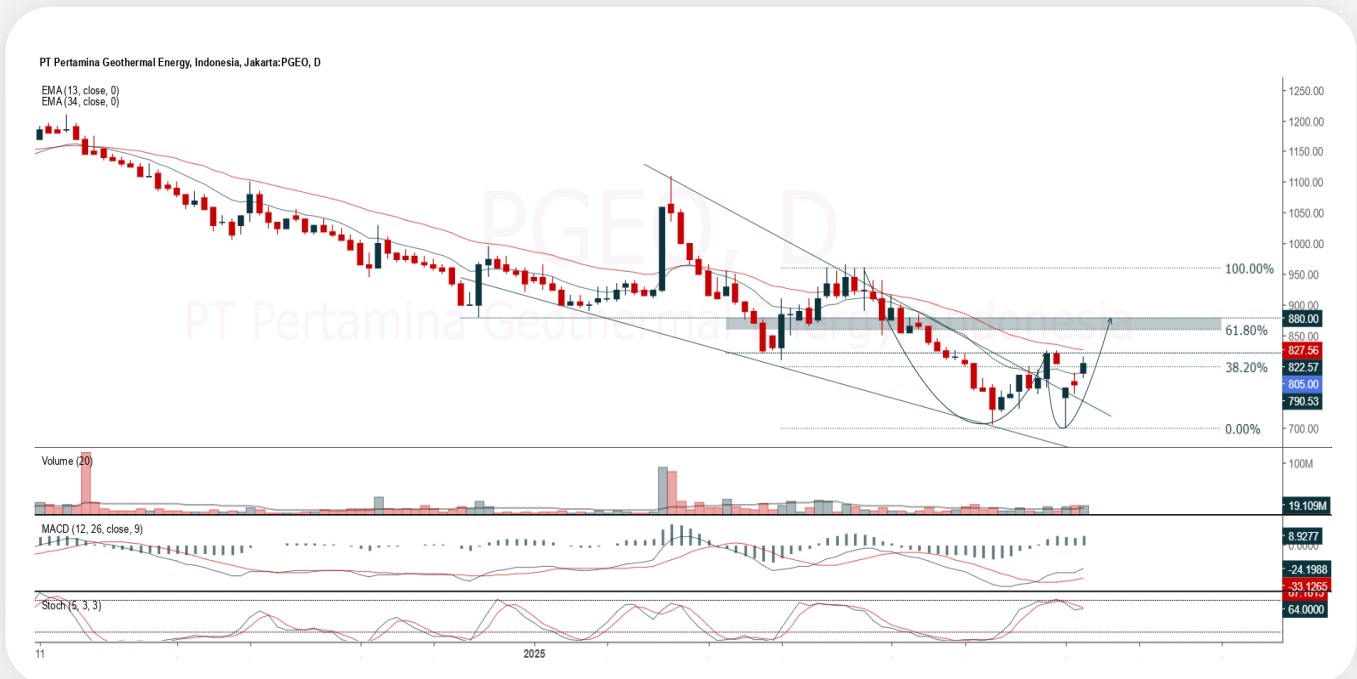 PT Pertamina Geothermal Energy, Indonesia, Jakarta:PGEO, D
EMA (13, close, 0)
EMA (34, close, 0)
PGEO, D
PT Pertamina Geothermal Energy, Indonesia
1250.00
1200.00
1150.00
1100.00
1050.00
1000.00
950.00
900.00
880.00
850.00
827.56
822.57
805.00
790.53
700.00
100.00%
61.80%
38.20%
0.00%
Volume (20)
100M
19.109M
MACD (12, 26, close, 9)
8.9277
0.0000
-24.1988
-33.1265
Stoch (5, 3, 3)
67.1615
64.0000
11
2025